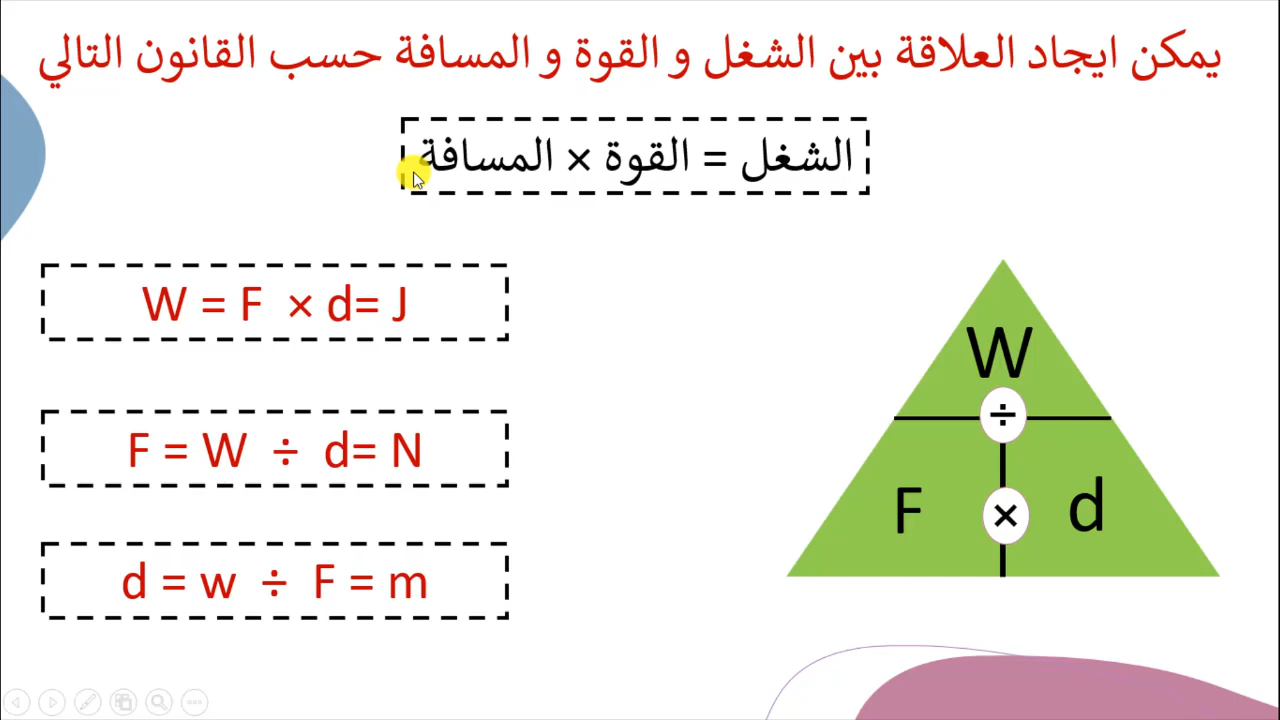 يمكن ايجاد العلاقة بين الشغل و القوة و المسافة حسب القانون التالي
الشغل = القوة × المسافة
W = F × d= J
F = W ÷ d= N
d = w ÷ F = m
W
÷
F × d